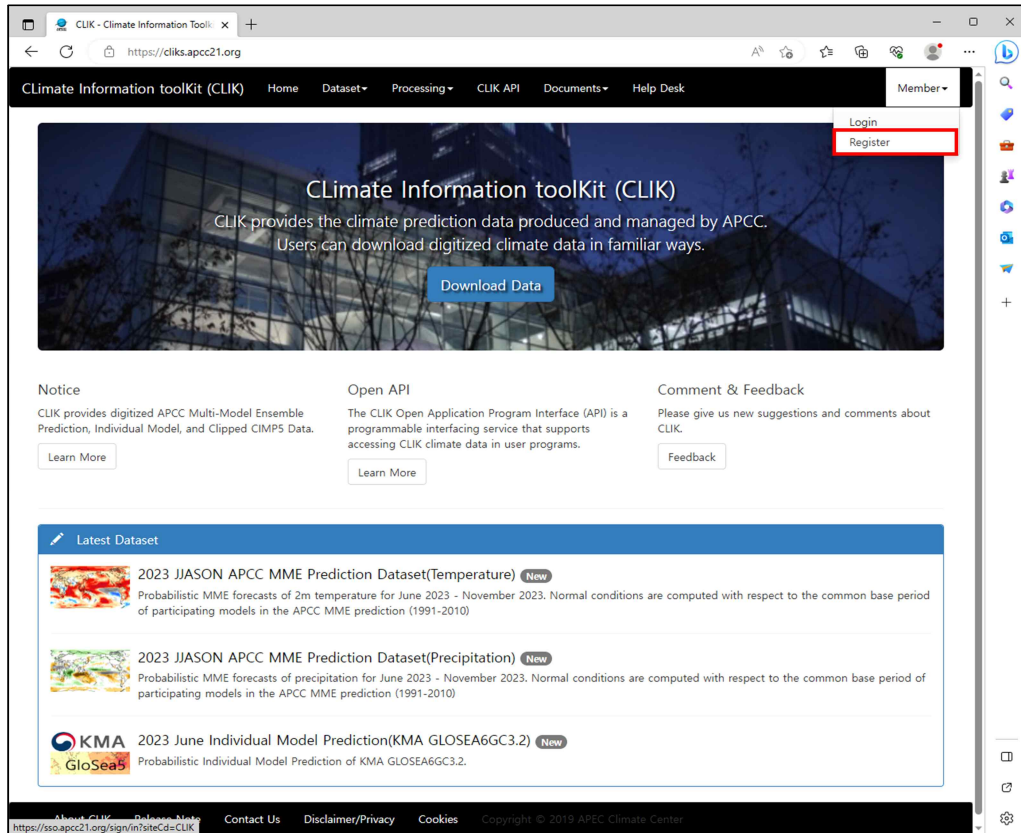 CLIK - Climate Information Toolk
https://cliks.apcc21.org
CLimate Information toolKit (CLIK) Home Dataset Processing CLIK API Documents Help Desk Member
Login
Register
CLimate Information toolKit (CLIK)
CLIK provides the climate prediction data produced and managed by APCC.
Users can download digitized climate data in familiar ways.
Download Data
Notice
CLIK provides digitized APCC Multi-Model Ensemble
Prediction, Individual Model, and Clipped CIMP5 Data.
Learn More
Open API
The CLIK Open Application Program Interface (API) is a
programmable interfacing service that supports
accessing CLIK climate data in user programs.
Learn More
Comment & Feedback
Please give us new suggestions and comments about
CLIK.
Feedback
Latest Dataset
2023 JJASON APCC MME Prediction Dataset(Temperature) New
Probabilistic MME forecasts of 2m temperature for June 2023 - November 2023. Normal conditions are computed with respect to the common base period
of participating models in the APCC MME prediction (1991-2010)
2023 JJASON APCC MME Prediction Dataset(Precipitation) New
Probabilistic MME forecasts of precipitation for June 2023 - November 2023. Normal conditions are computed with respect to the common base period of
participating models in the APCC MME prediction (1991-2010)
KMA
GloSea5
2023 June Individual Model Prediction(KMA GLOSEA6GC3.2) New
Probabilistic Individual Model Prediction of KMA GLOSEA6GC3.2.
About CLIK Release Note Contact Us Disclaimer/Privacy Cookies Copyright © 2019 APEC Climate Center
https://sso.apcc21.org/sign/in?siteCd=CLIK